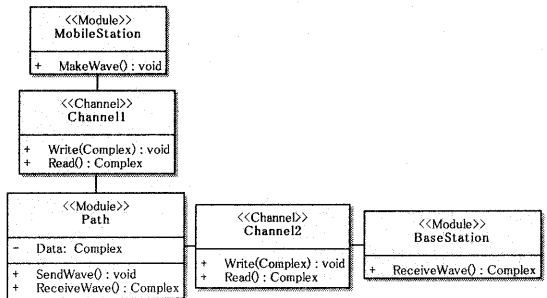 <<Module>>
MobileStation
+ MakeWave() : void
<<Channel>>
Channel1
+ Write(Complex) : void
+ Read() : Complex
<<Module>>
Path
- Data: Complex
+ SendWave() : void
+ ReceiveWave() : Complex
<<Channel>>
Channel2
+ Write(Complex) : void
+ Read() : Complex
<<Module>>
BaseStation
+ ReceiveWave() : Complex